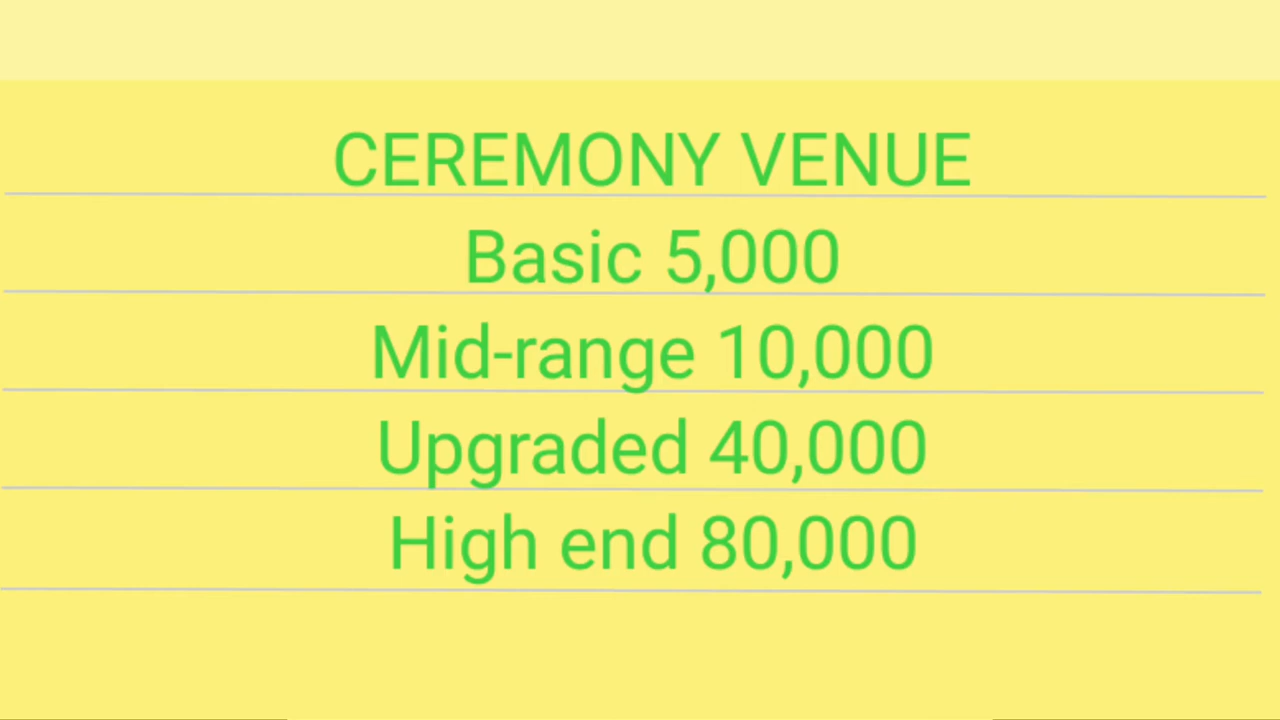 CEREMONY VENUE
Basic 5,000
Mid-range 10,000
Upgraded 40,000
High end 80,000